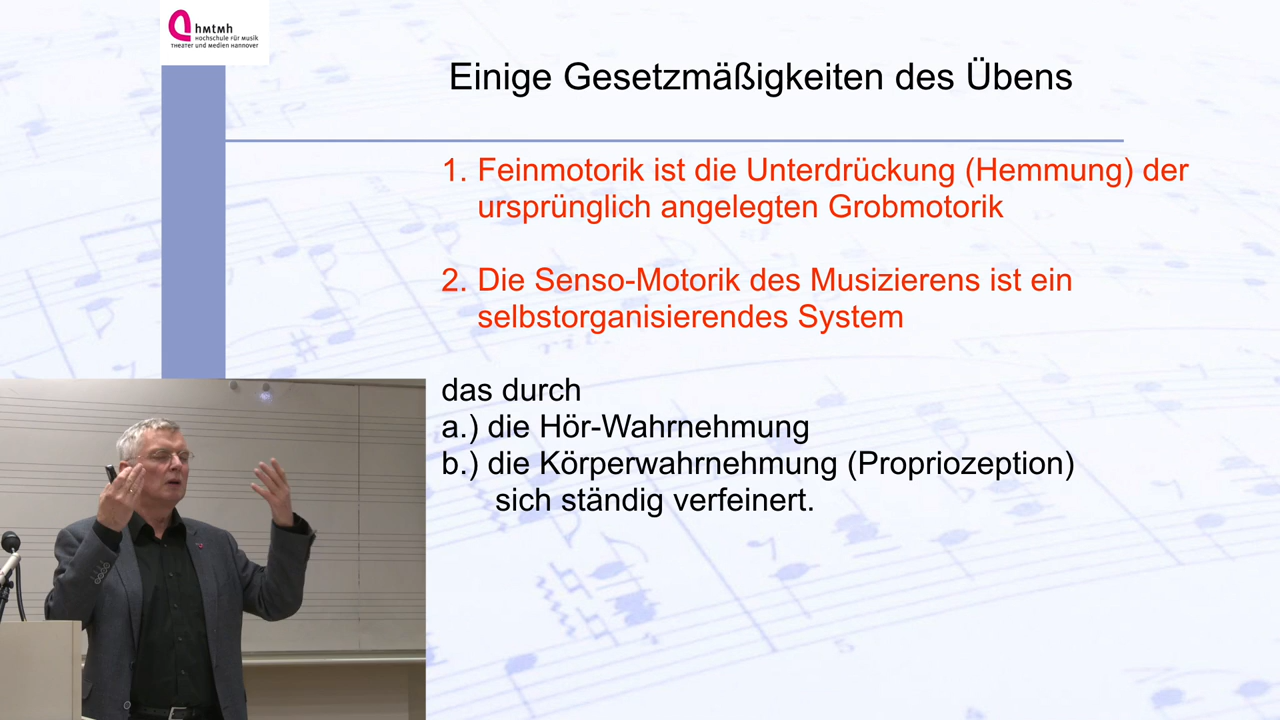 hmtmh
Hochschule für Musik
Theater und Medien Hannover
Einige Gesetzmäßigkeiten des Übens
1. Feinmotorik ist die Unterdrückung (Hemmung) der
ursprünglich angelegten Grobmotorik
2. Die Senso-Motorik des Musizierens ist ein
selbstorganisierendes System
das durch
a.) die Hör-Wahrnehmung
b.) die Körperwahrnehmung (Propriozeption)
sich ständig verfeinert.
5